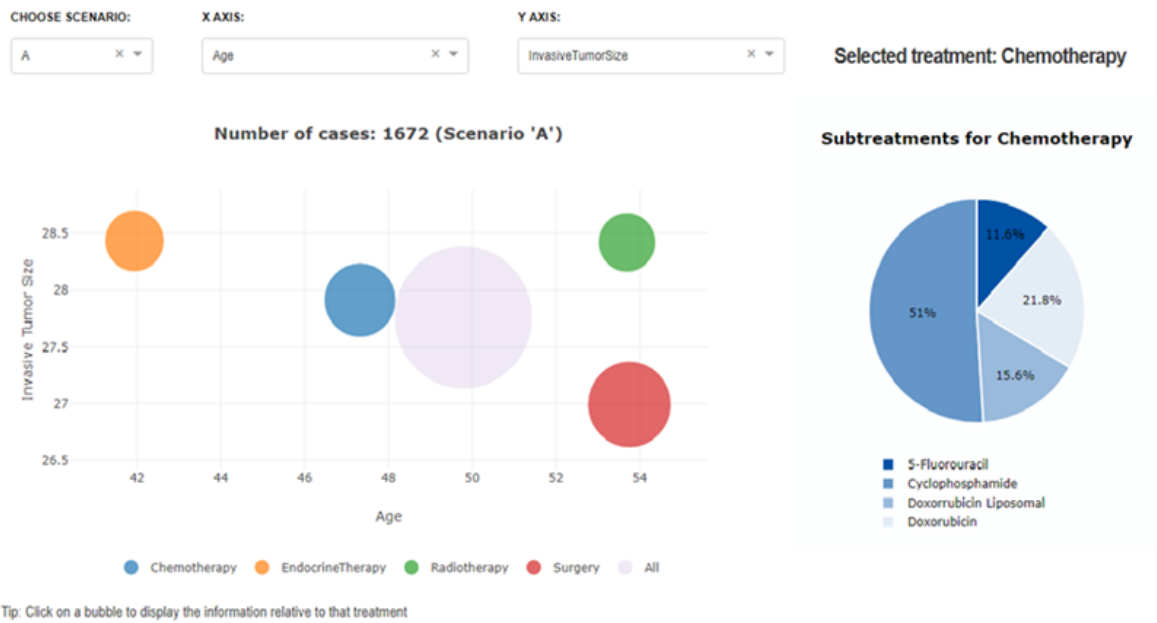 CHOOSE SCENARIO:
X AXIS:
Y AXIS:
A
Age
InvasiveTumorSize
Selected treatment: Chemotherapy
Number of cases: 1672 (Scenario 'A')
28.5
28
27.5
27
26.5
Invasive Tumor Size
42
44
46
48
50
52
54
Age
Chemotherapy
EndocrineTherapy
Radiotherapy
Surgery
All
Subtreatments for Chemotherapy
11.6%
21.8%
51%
15.6%
5-Fluorouracil
Cyclophosphamide
Doxorrubicin Liposomal
Doxorubicin
Tip: Click on a bubble to display the information relative to that treatment